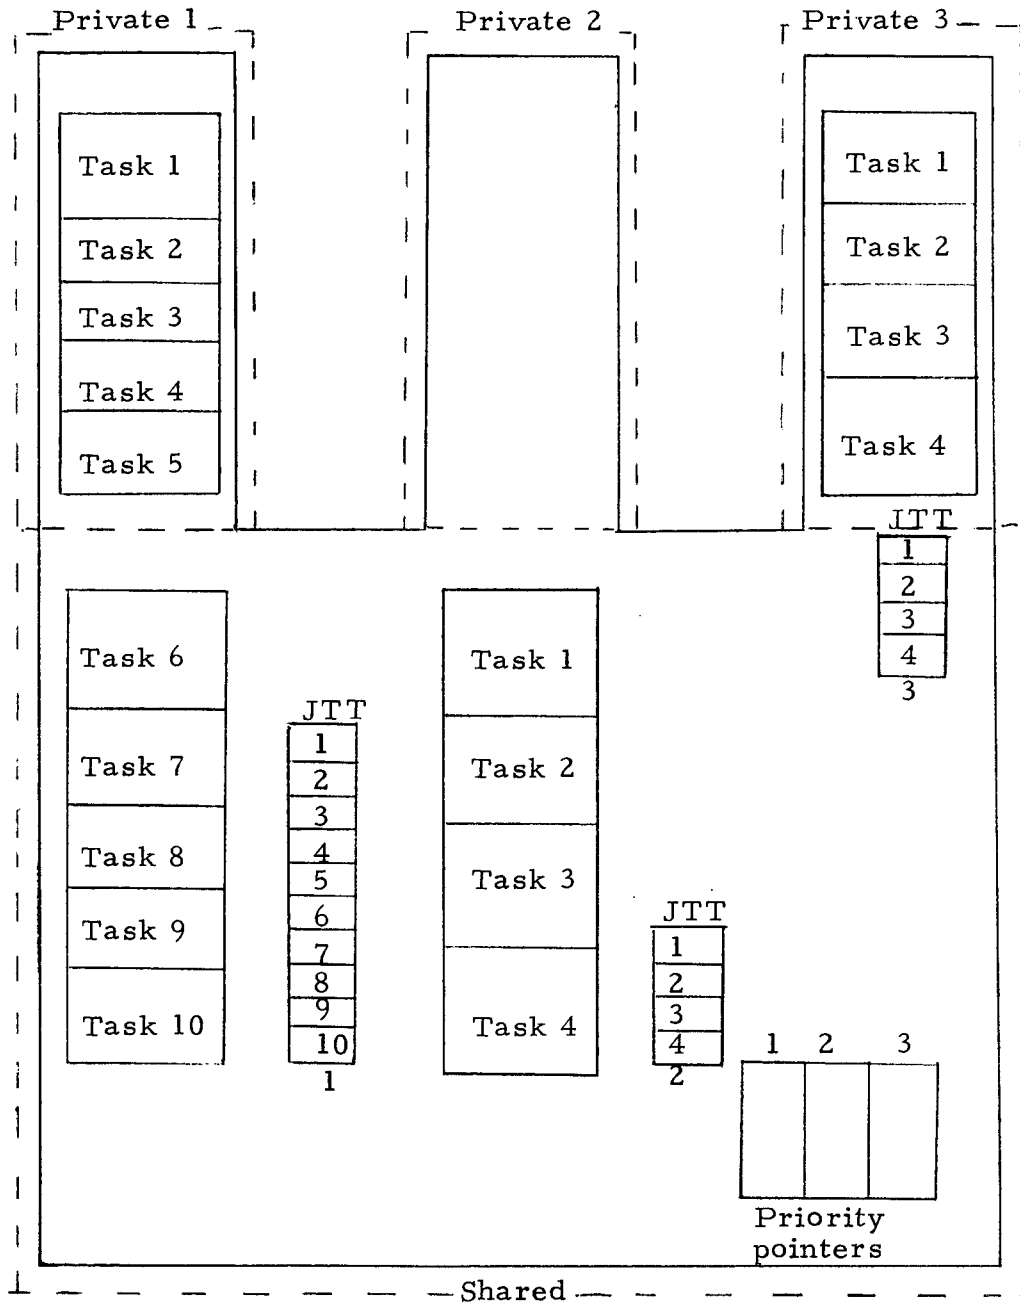 Private 1
Private 2
Private 3
Task 1
Task 2
Task 3
Task 4
Task 5
Task 1
Task 2
Task 3
Task 4
JTT
1
2
3
4
3
Task 6
Task 7
Task 8
Task 9
Task 10
JTT
1
2
3
4
5
6
7
8
9
10
1
Task 1
Task 2
Task 3
Task 4
JTT
1
2
3
4
2
1 2 3
Priority
pointers
Shared